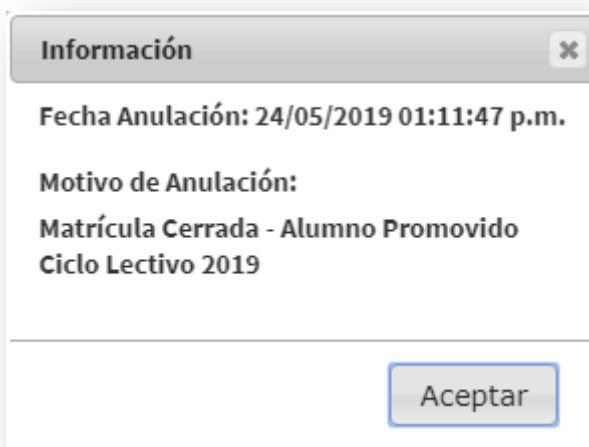 Información
Fecha Anulación: 24/05/2019 01:11:47 p.m.
Motivo de Anulación:
Matrícula Cerrada - Alumno Promovido
Ciclo Lectivo 2019
Aceptar